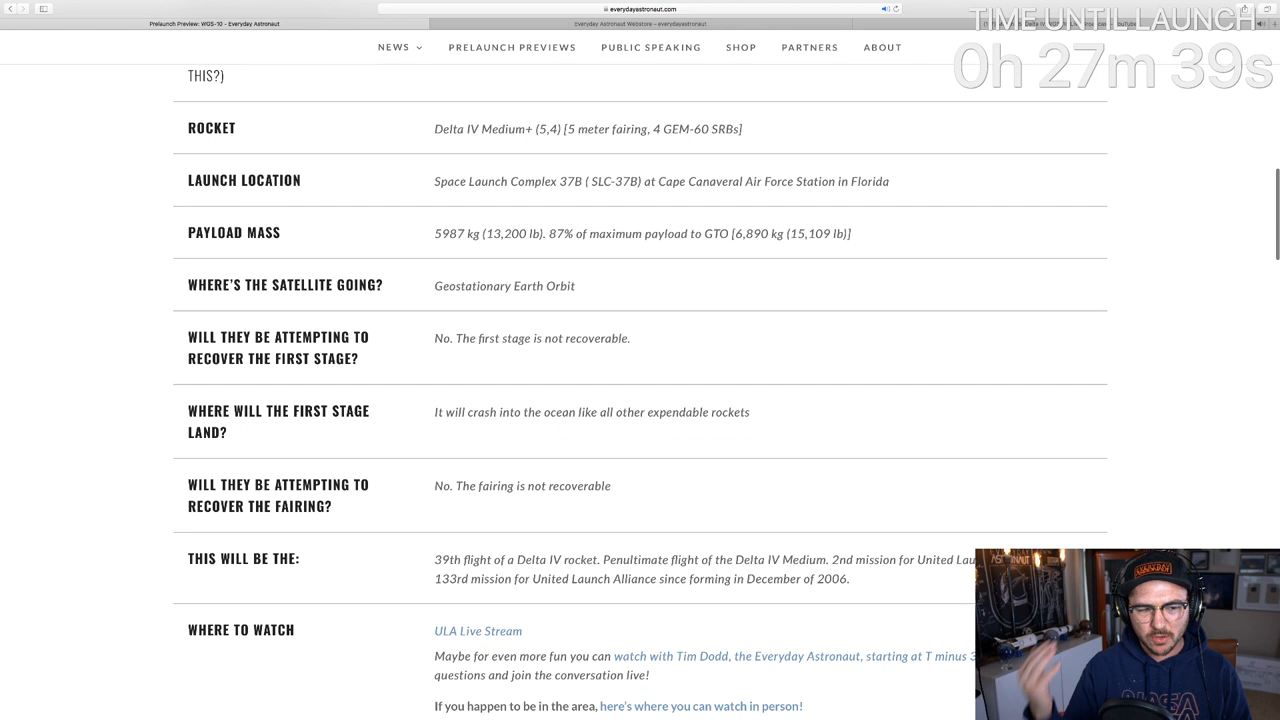 everydayastronaut.com
Prelaunch Preview: WGS-10 - Everyday Astronaut
Everyday Astronaut Webstore – everydayastronaut
TIME UNTIL LAUNCH
0h 27m 39s
NEWS PRELAUNCH PREVIEWS PUBLIC SPEAKING SHOP PARTNERS ABOUT
THIS?)
ROCKET
Delta IV Medium+ (5,4) [5 meter fairing, 4 GEM-60 SRBs]
LAUNCH LOCATION
Space Launch Complex 37B ( SLC-37B) at Cape Canaveral Air Force Station in Florida
PAYLOAD MASS
5987 kg (13,200 lb). 87% of maximum payload to GTO [6,890 kg (15,109 lb)]
WHERE'S THE SATELLITE GOING?
Geostationary Earth Orbit
WILL THEY BE ATTEMPTING TO
RECOVER THE FIRST STAGE?
No. The first stage is not recoverable.
WHERE WILL THE FIRST STAGE
LAND?
It will crash into the ocean like all other expendable rockets
WILL THEY BE ATTEMPTING TO
RECOVER THE FAIRING?
No. The fairing is not recoverable
THIS WILL BE THE:
39th flight of a Delta IV rocket. Penultimate flight of the Delta IV Medium. 2nd mission for United
133rd mission for United Launch Alliance since forming in December of 2006.
WHERE TO WATCH
ULA Live Stream
Maybe for even more fun you can watch with Tim Dodd, the Everyday Astronaut, starting at T minus
questions and join the conversation live!
If you happen to be in the area, here's where you can watch in person!